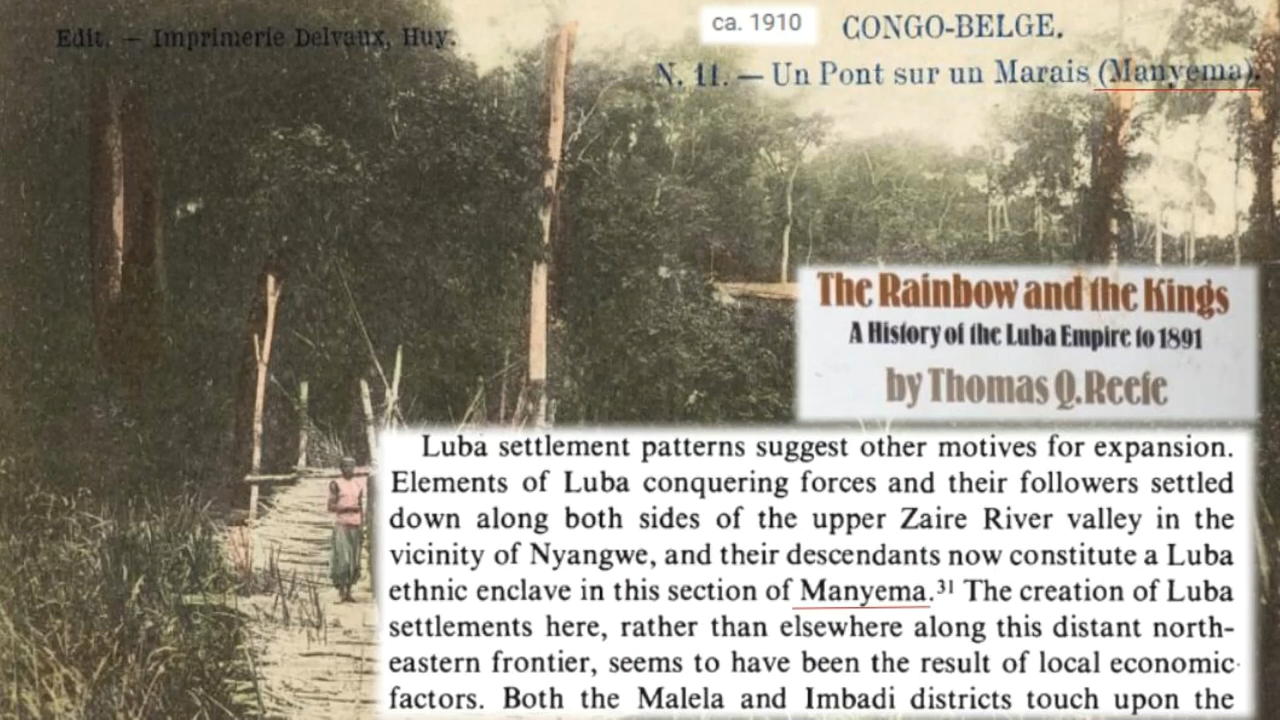 Edit. — Imprimerie Delvaux, Huy.
ca. 1910
CONGO-BELGE.
N. 11. — Un Pont sur un Marais (Manyema).
The Rainbow and the Kings
A History of the Luba Empire to 1891
by Thomas Q. Reefe
Luba settlement patterns suggest other motives for expansion.
Elements of Luba conquering forces and their followers settled
down along both sides of the upper Zaire River valley in the
vicinity of Nyangwe, and their descendants now constitute a Luba
ethnic enclave in this section of Manyema.³¹ The creation of Luba
settlements here, rather than elsewhere along this distant north-
eastern frontier, seems to have been the result of local economic
factors. Both the Malela and Imbadi districts touch upon the